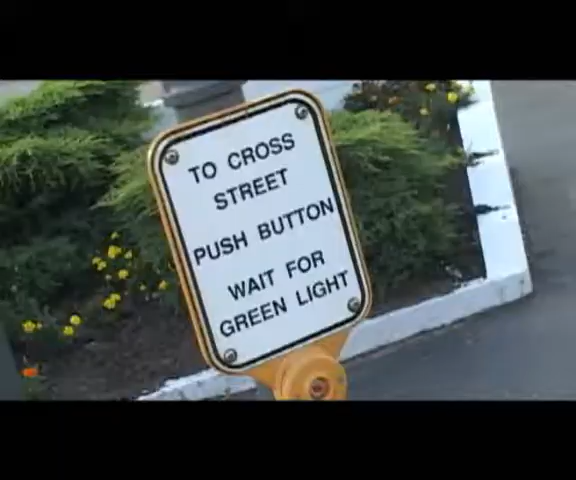 TO CROSS
STREET
PUSH BUTTON
WAIT FOR
GREEN LIGHT